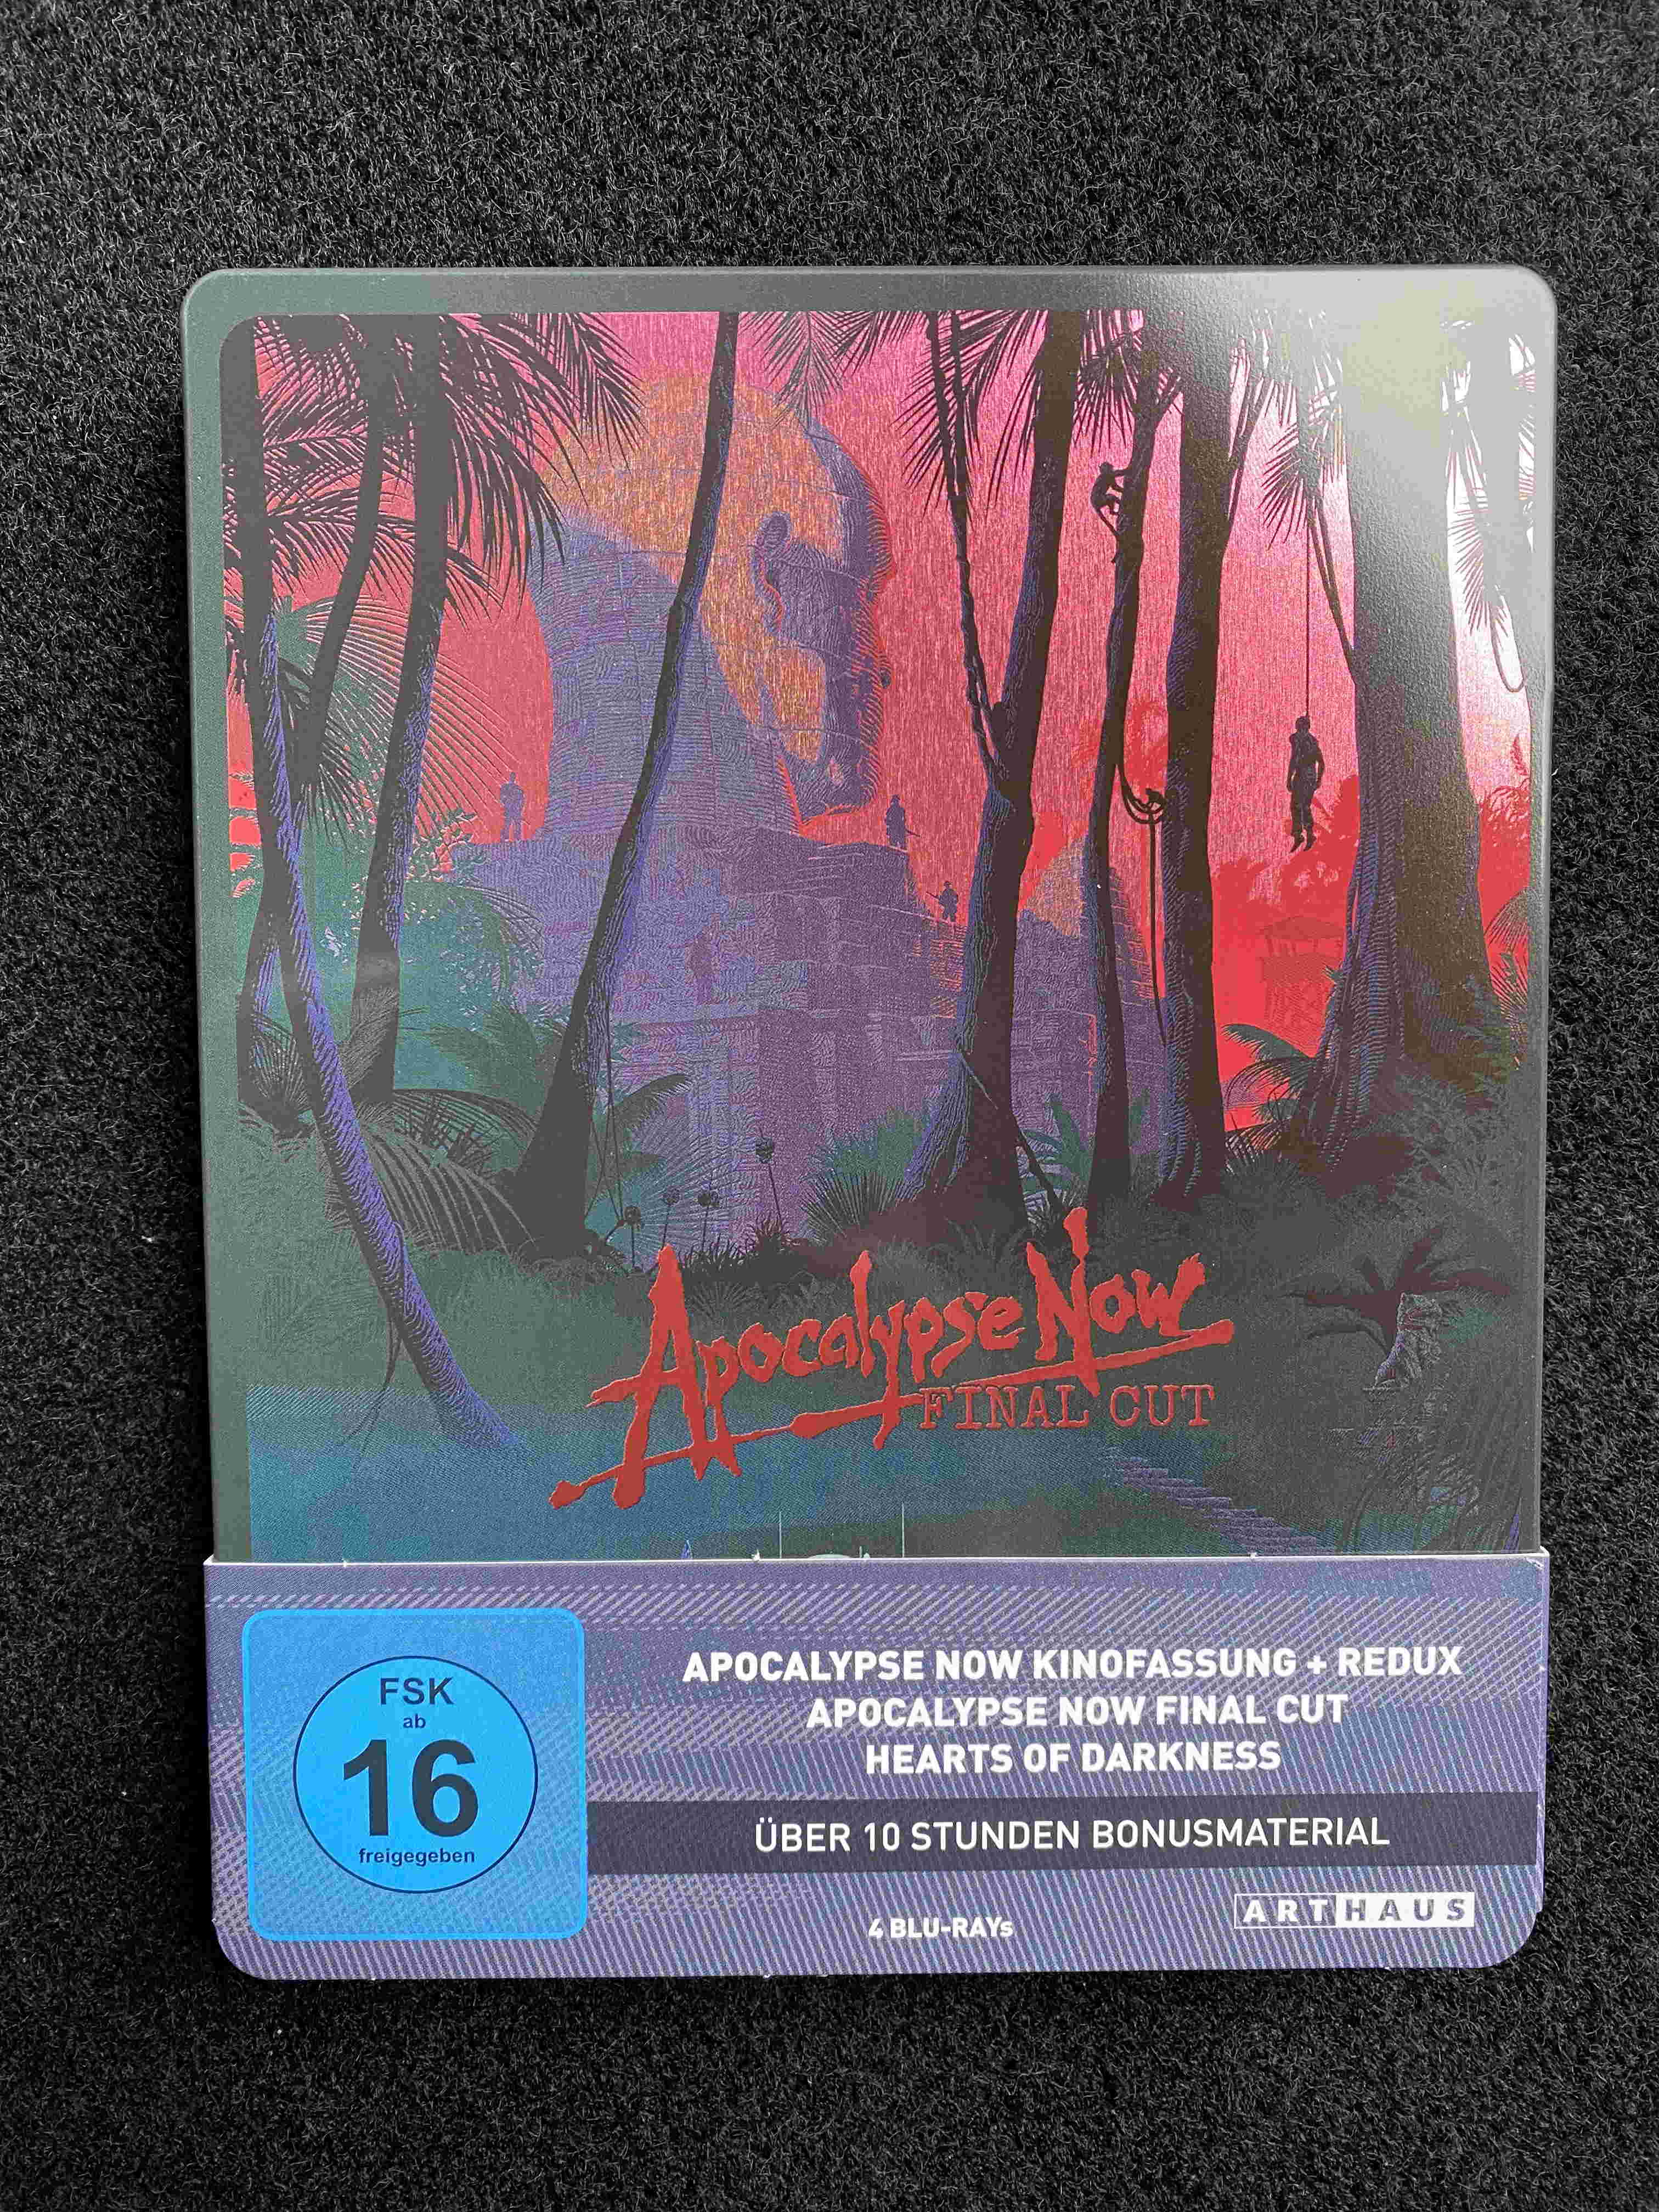 Apocalypse Now
FINAL CUT
FSK
ab
16
freigegeben
APOCALYPSE NOW KINOFASSUNG + REDUX
APOCALYPSE NOW FINAL CUT
HEARTS OF DARKNESS
ÜBER 10 STUNDEN BONUSMATERIAL
4 BLU-RAYs
ARTHAUS